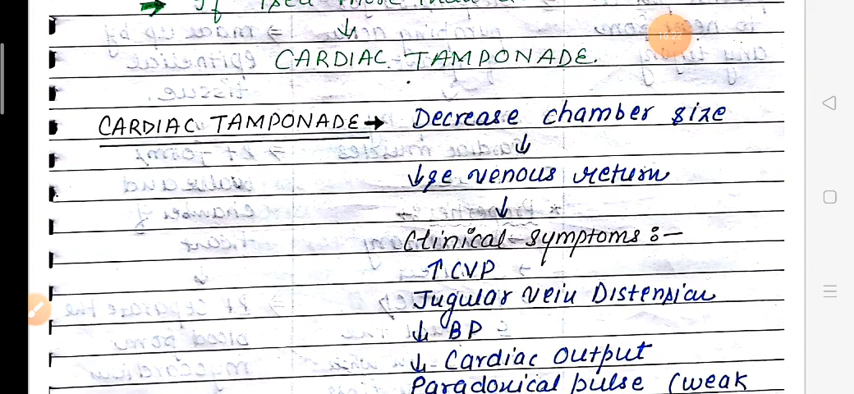 CARDIAC TAMPONADE.
CARDIAC TAMPONADE → Decrease chamber size
↓
↓se venous return
↓
Clinical symptoms :-
↑ CVP
Jugular vein Distension
↓ BP
↓ Cardiac output
Paradoxical pulse (weak